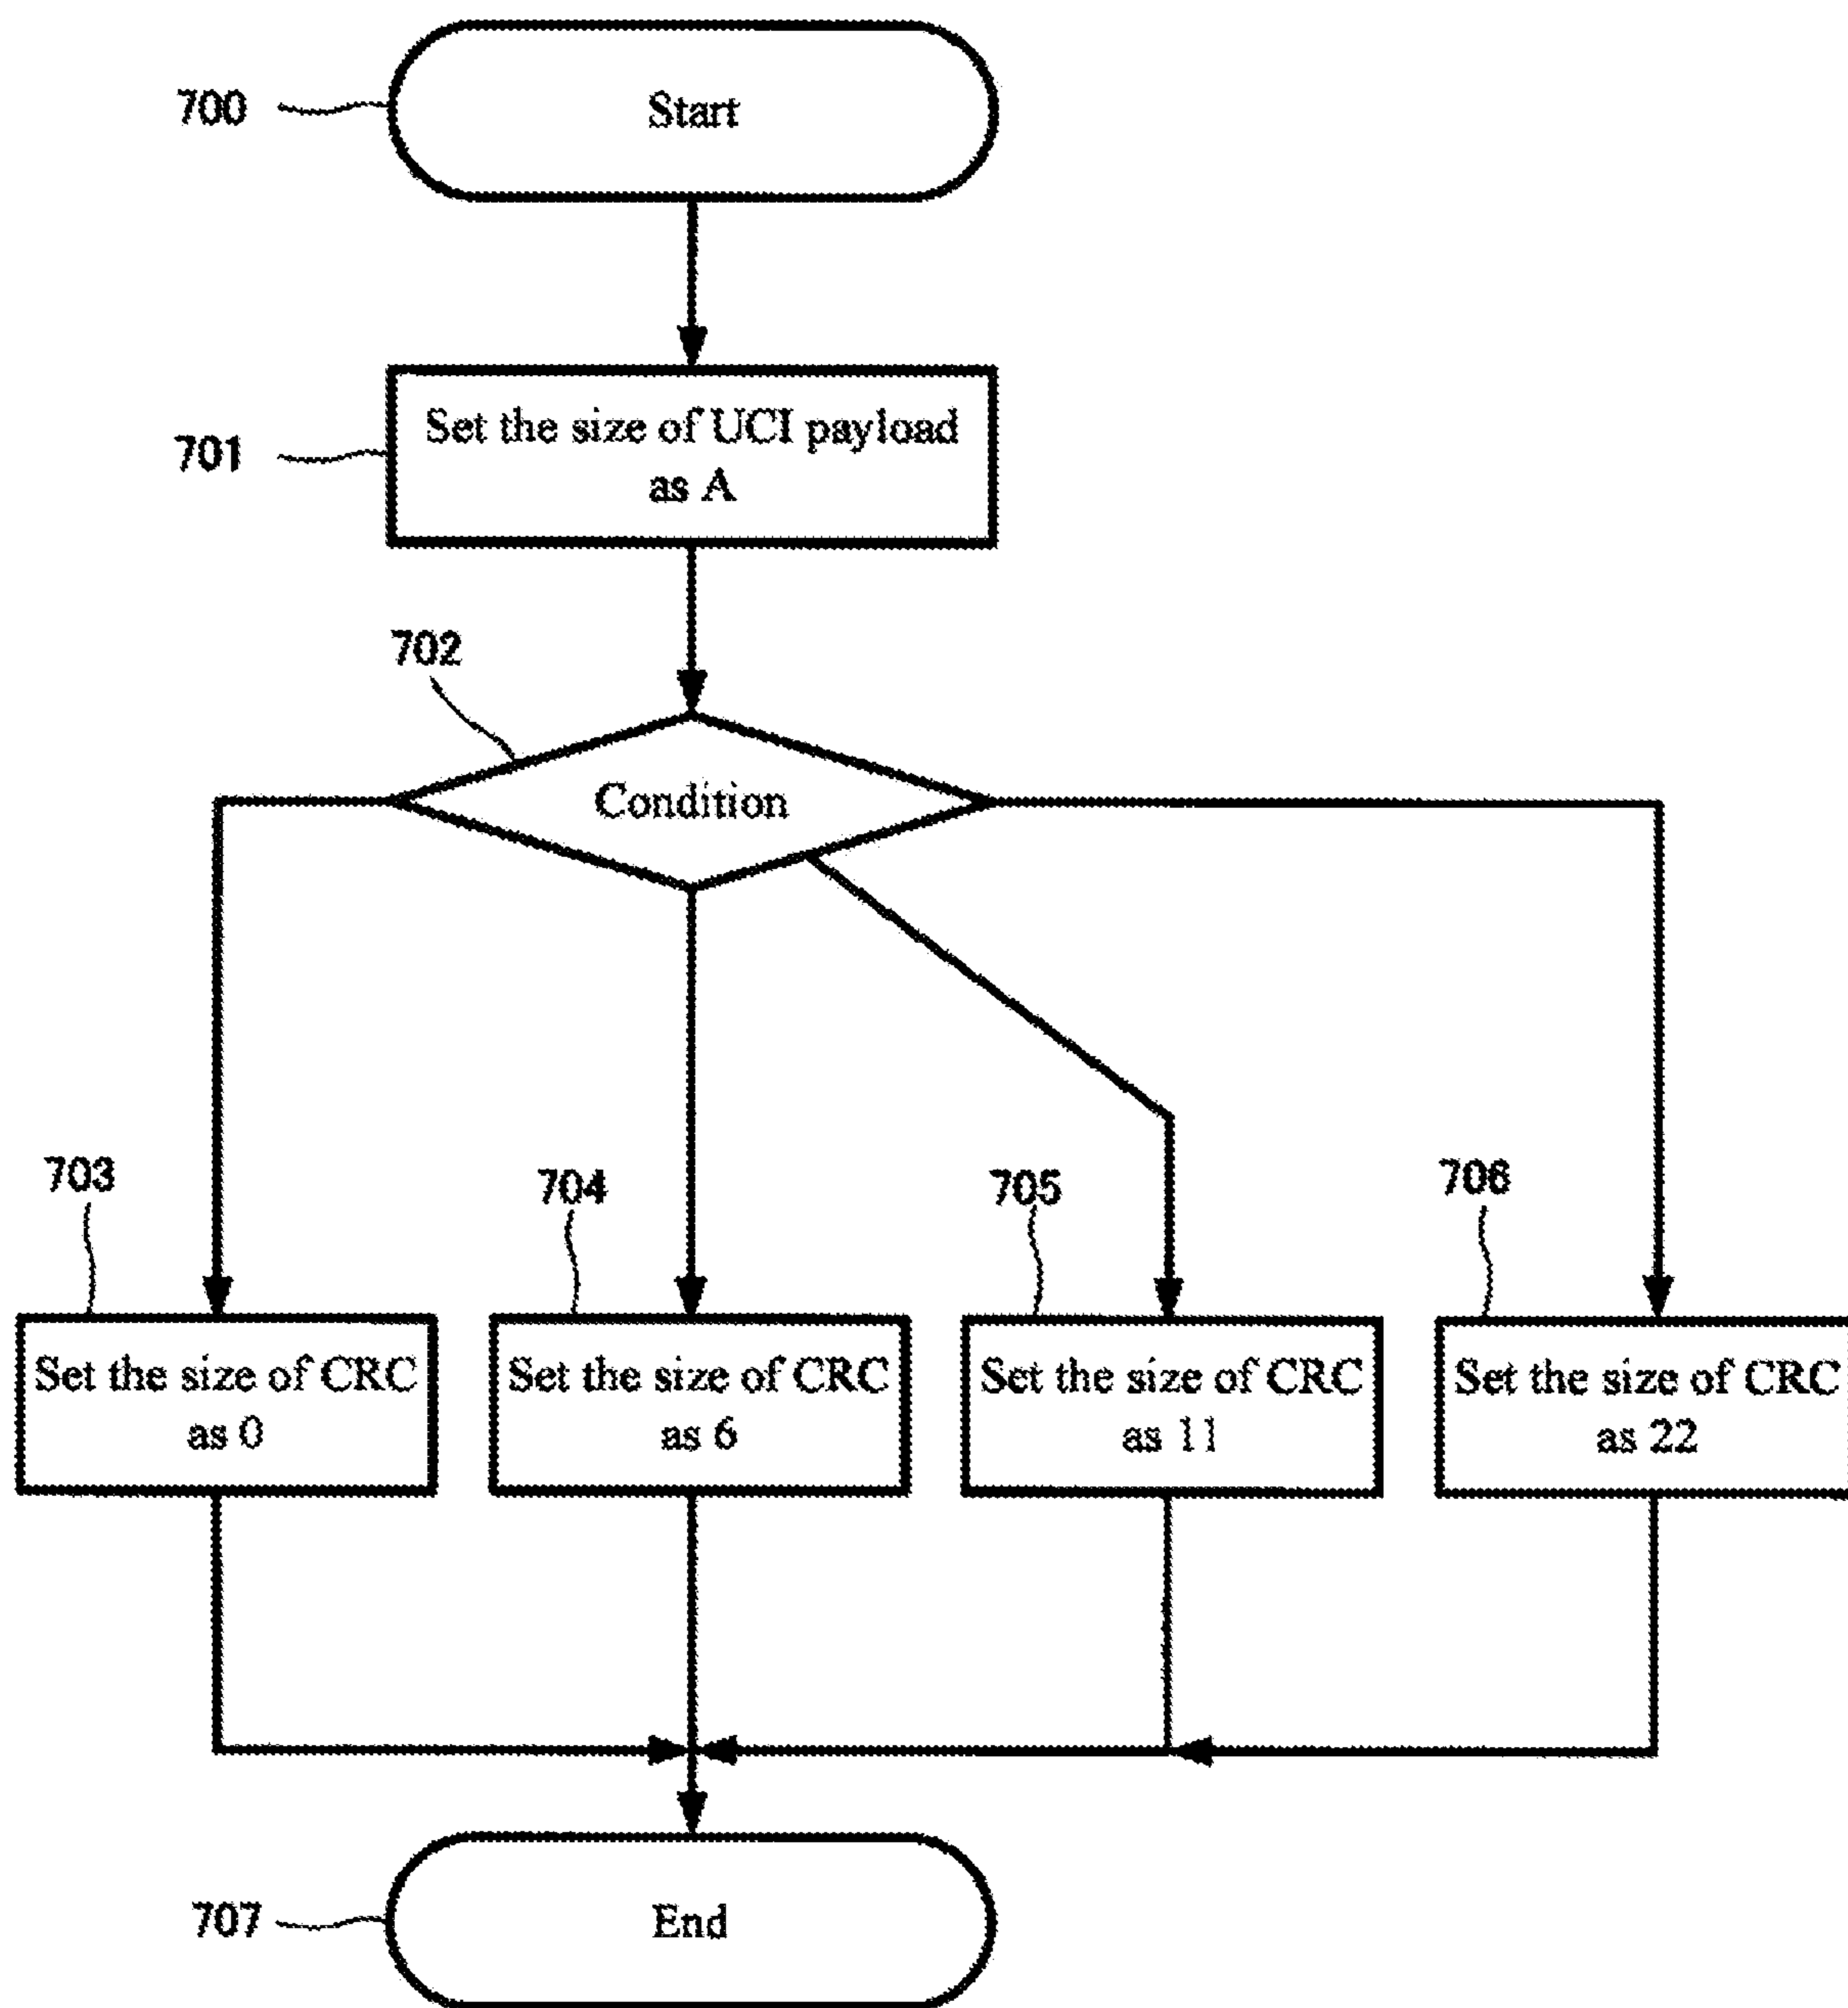 700
Start
701
Set the size of UCI payload
as A
702
Condition
703
704
705
706
Set the size of CRC
as 0
Set the size of CRC
as 6
Set the size of CRC
as 11
Set the size of CRC
as 22
707
End